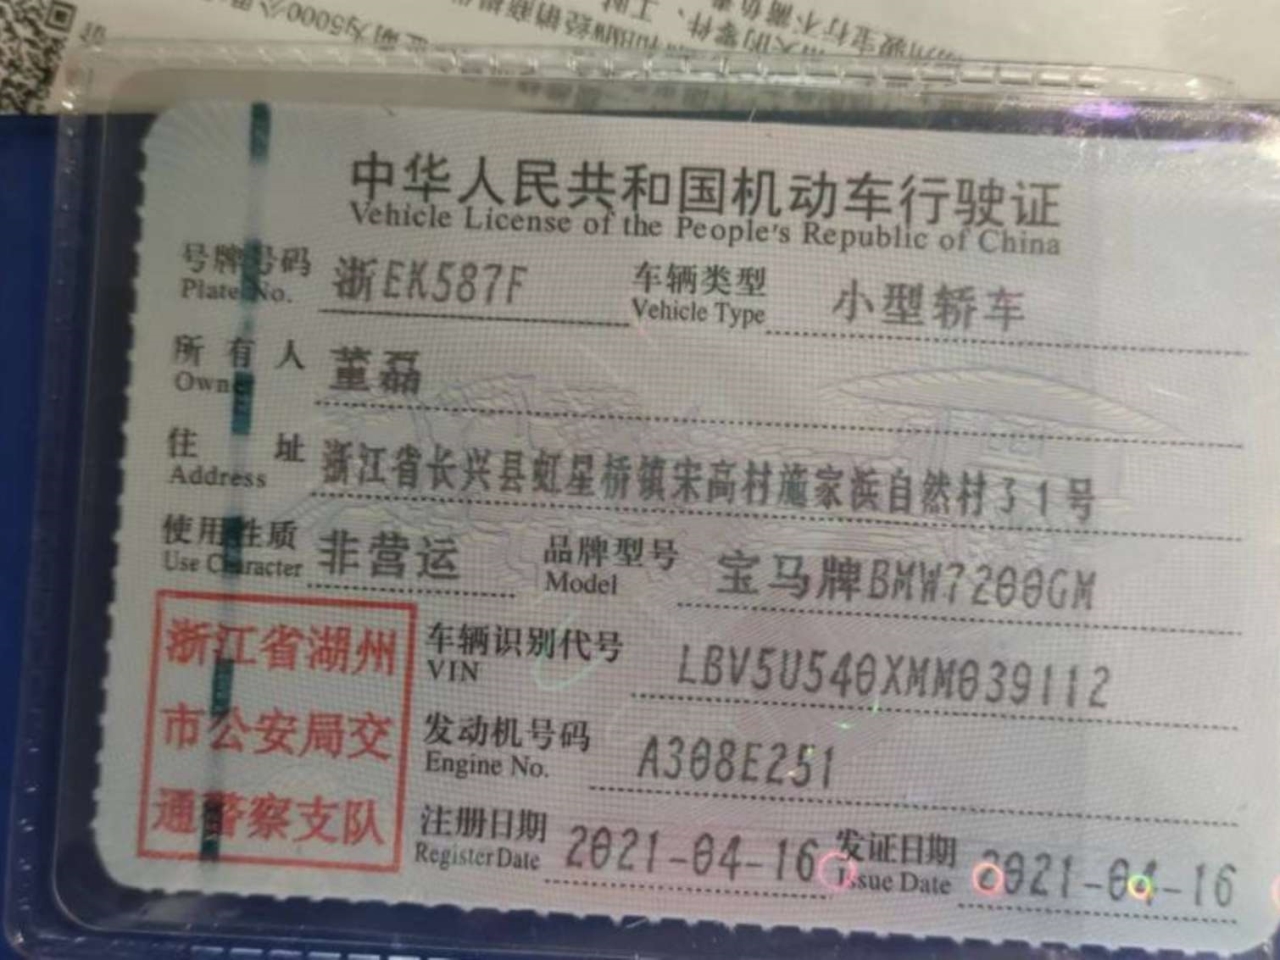 中华人民共和国机动车行驶证
Vehicle License of the People's Republic of China
号牌号码 浙EK587F 车辆类型 小型轿车
Plate No. Vehicle Type
所有人 董磊
Owner
住址 浙江省长兴县虹星桥镇宋高村施家浜自然村31号
Address
使用性质 非营运 品牌型号 宝马牌BMW7200GM
Use Character Model
浙江省湖州
市公安局交
通警察支队
车辆识别代号 LBV5U540XMM039112
VIN
发动机号码 A308E251
Engine No.
注册日期 2021-04-16 发证日期 2021-04-16
Register Date Issue Date